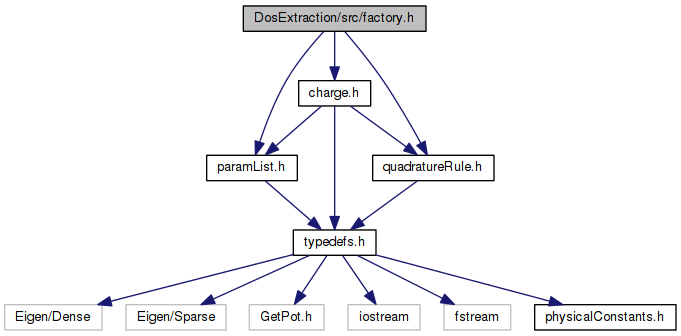 DosExtraction/src/factory.h
charge.h
paramList.h
quadratureRule.h
typedefs.h
Eigen/Dense
Eigen/Sparse
GetPot.h
iostream
fstream
physicalConstants.h